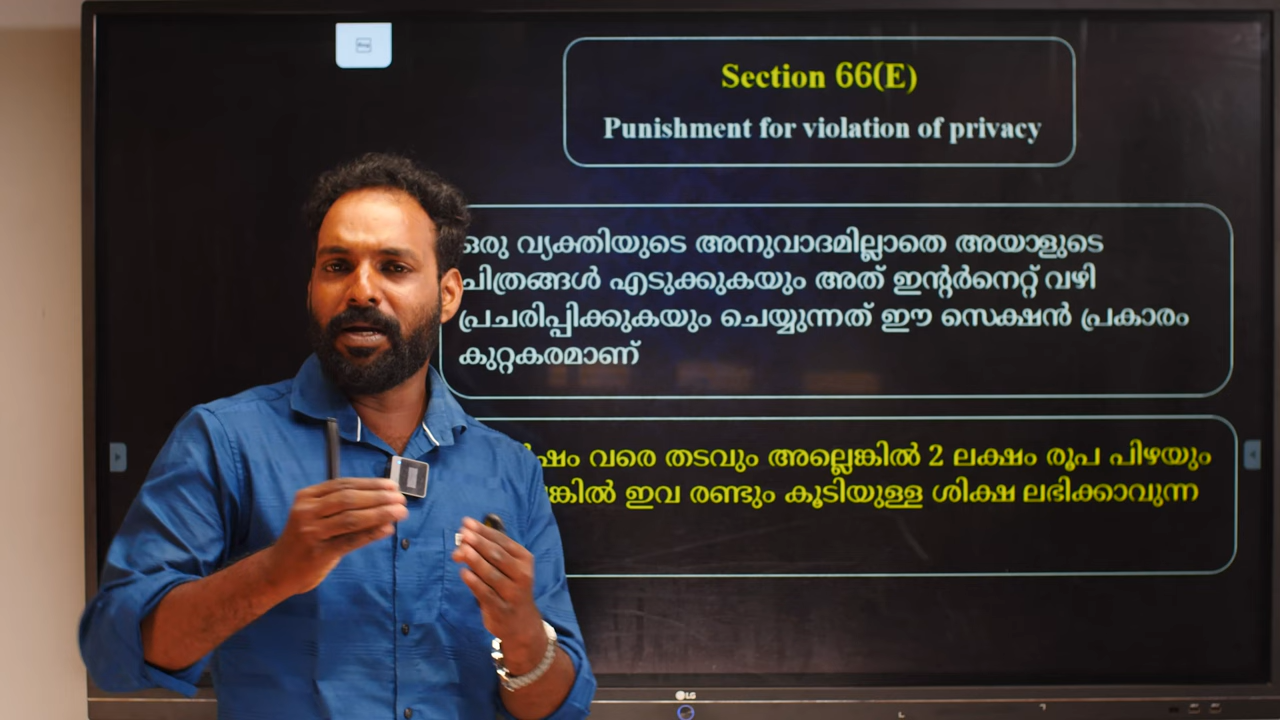 Section 66(E)
Punishment for violation of privacy
ഒരു വ്യക്തിയുടെ അനുവാദമില്ലാതെ അയാളുടെ
ചിത്രങ്ങൾ എടുക്കുകയും അത് ഇന്റർനെറ്റ് വഴി
പ്രചരിപ്പിക്കുകയും ചെയ്യുന്നത് ഈ സെക്ഷൻ പ്രകാരം
കുറ്റകരമാണ്
വരെ തടവും അല്ലെങ്കിൽ 2 ലക്ഷം രൂപ പിഴയും
ഇവ രണ്ടും കൂടിയുള്ള ശിക്ഷ ലഭിക്കാവുന്ന
LG